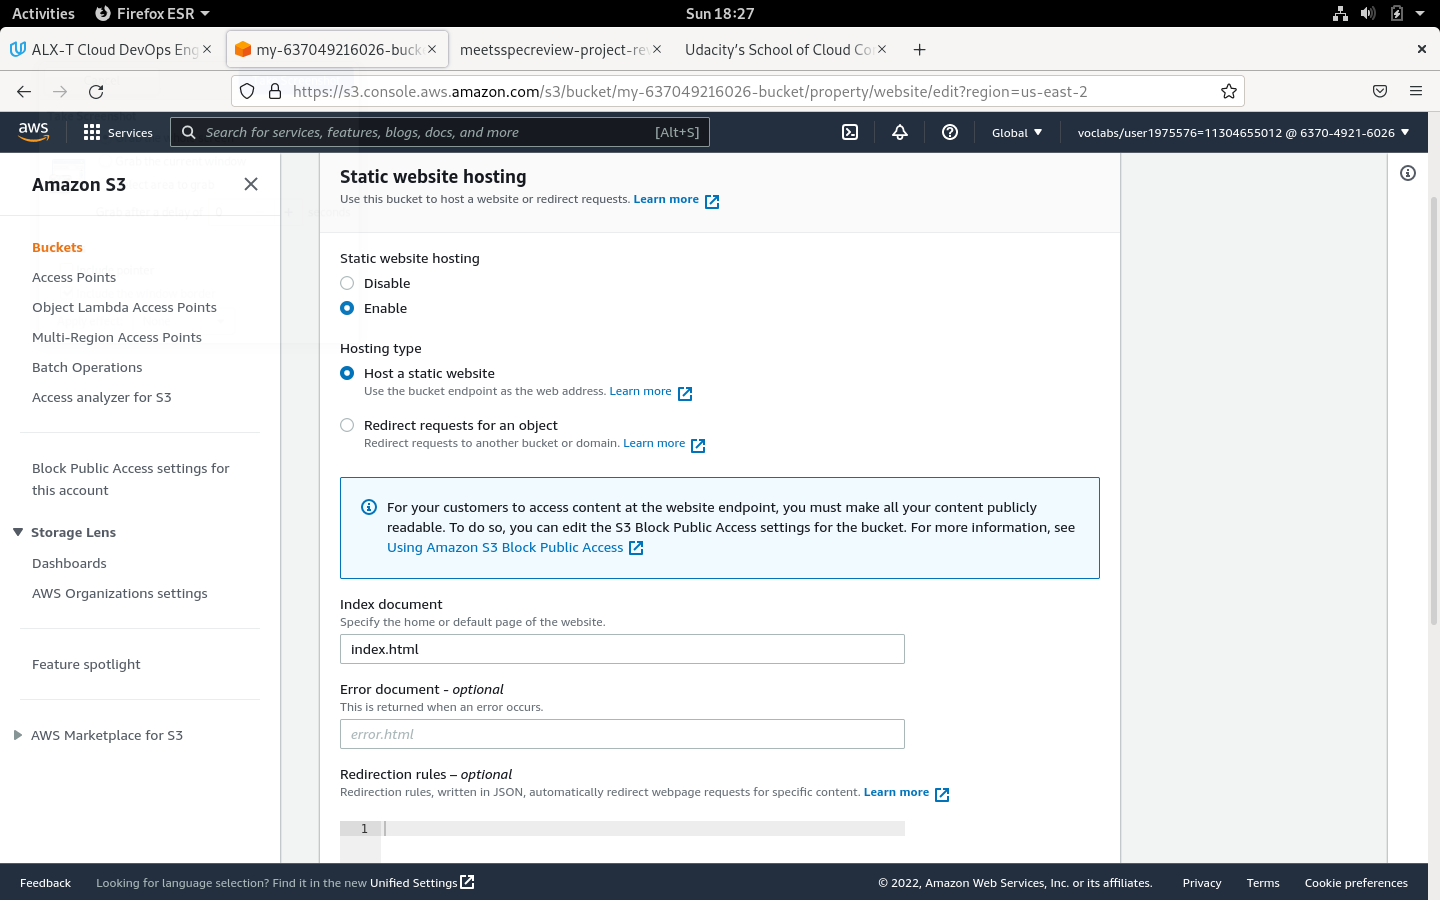 Activities
Firefox ESR
Sun 18:27
ALX-T Cloud DevOps Eng
my-637049216026-bucke
meetsspecreview-project-re
Udacity's School of Cloud Co
https://s3.console.aws.amazon.com/s3/bucket/my-637049216026-bucket/property/website/edit?region=us-east-2
aws
Services
Search for services, features, blogs, docs, and more
[Alt+S]
Global
voclabs/user1975576=11304655012 @ 6370-4921-6026
Amazon S3
Buckets
Access Points
Object Lambda Access Points
Multi-Region Access Points
Batch Operations
Access analyzer for S3
Block Public Access settings for
this account
Storage Lens
Dashboards
AWS Organizations settings
Feature spotlight
AWS Marketplace for S3
Static website hosting
Use this bucket to host a website or redirect requests. Learn more
Static website hosting
Disable
Enable
Hosting type
Host a static website
Use the bucket endpoint as the web address. Learn more
Redirect requests for an object
Redirect requests to another bucket or domain. Learn more
For your customers to access content at the website endpoint, you must make all your content publicly
readable. To do so, you can edit the S3 Block Public Access settings for the bucket. For more information, see
Using Amazon S3 Block Public Access
Index document
Specify the home or default page of the website.
index.html
Error document - optional
This is returned when an error occurs.
error.html
Redirection rules – optional
Redirection rules, written in JSON, automatically redirect webpage requests for specific content. Learn more
1
Feedback
Looking for language selection? Find it in the new Unified Settings
© 2022, Amazon Web Services, Inc. or its affiliates.
Privacy
Terms
Cookie preferences